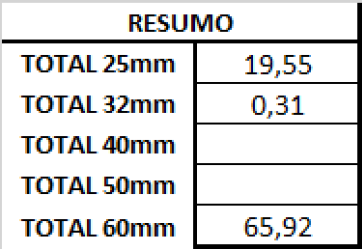 RESUMO
TOTAL 25mm 19,55
TOTAL 32mm 0,31
TOTAL 40mm
TOTAL 50mm
TOTAL 60mm 65,92